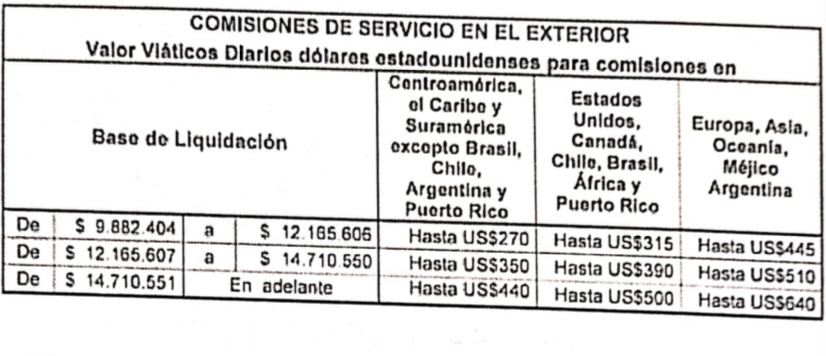 COMISIONES DE SERVICIO EN EL EXTERIOR
Valor Viáticos Diarios dólares estadounidenses para comisiones en
Base de Liquidación
Centroamérica,
el Caribe y
Suramérica
excepto Brasil,
Chile,
Argentina y
Puerto Rico
Estados
Unidos,
Canadá,
Chile, Brasil,
África y
Puerto Rico
Europa, Asia,
Oceanía,
Méjico
Argentina
De $ 9.882.404 a $ 12.165.606 Hasta US$270 Hasta US$315 Hasta US$445
De $ 12.165.607 a $ 14.710.550 Hasta US$350 Hasta US$390 Hasta US$510
De $ 14.710.551 En adelante Hasta US$440 Hasta US$500 Hasta US$640